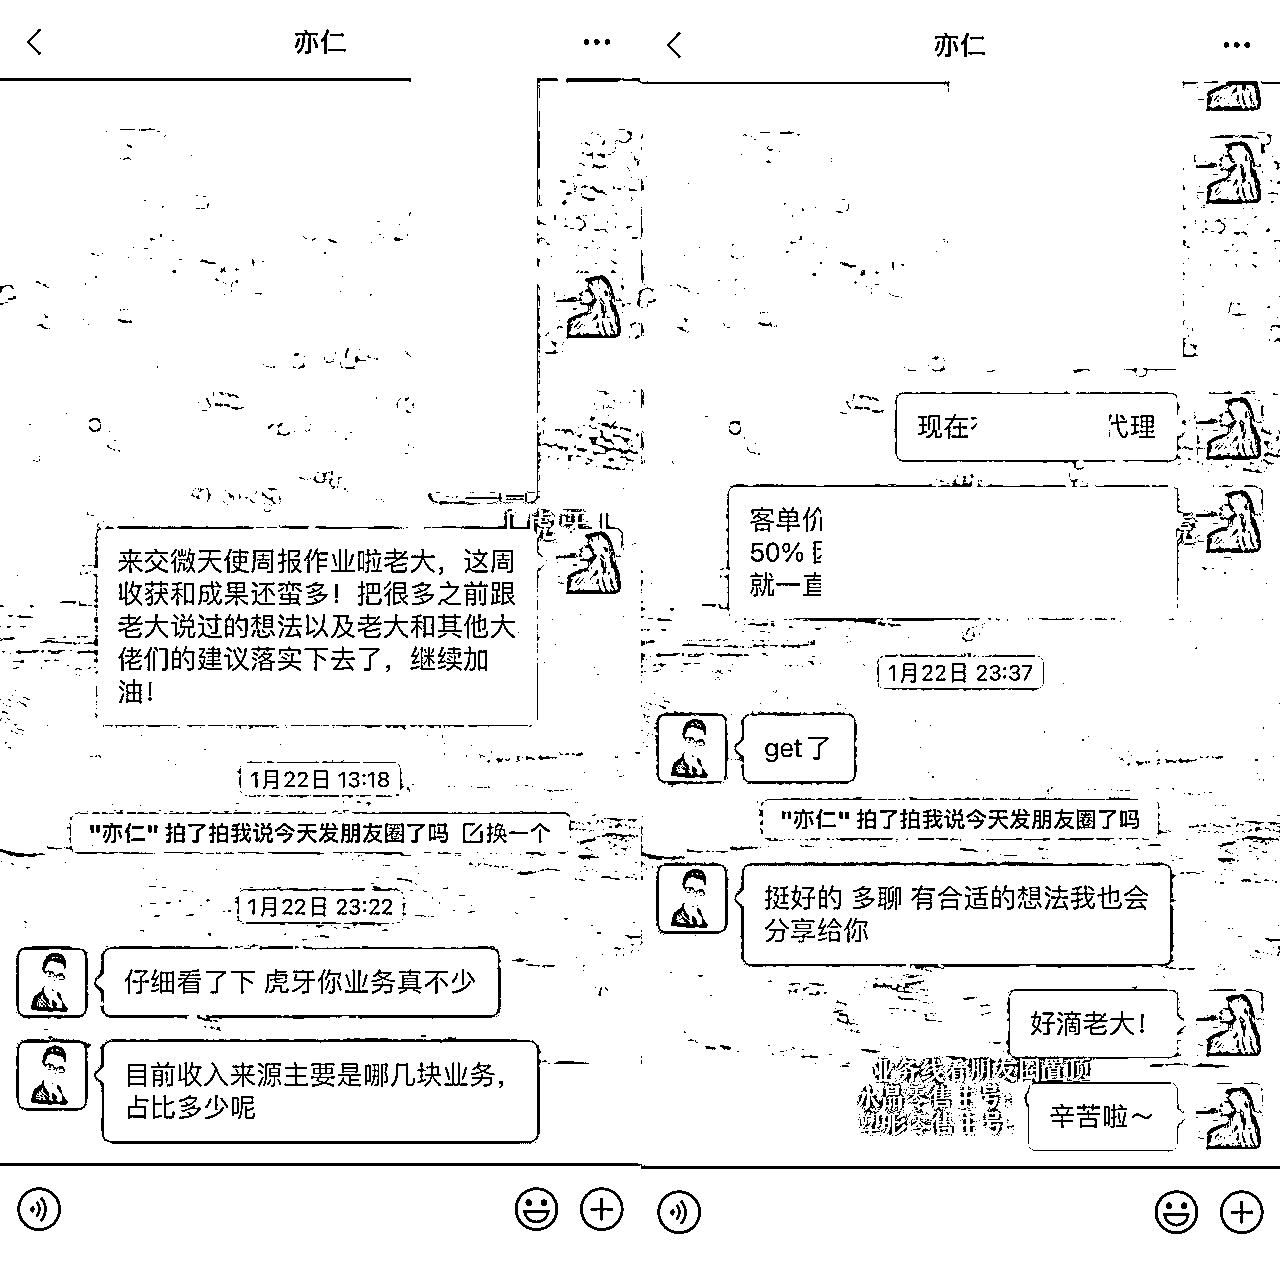 亦仁
来交微天使周报作业啦老大，这周
收获和成果还蛮多！把很多之前跟
老大说过的想法以及老大和其他大
佬们的建议落实下去了，继续加
油！
1月22日 13:18
"亦仁" 拍了拍我说今天发朋友圈了吗 换一个
1月22日 23:22
仔细看了下 虎牙你业务真不少
目前收入来源主要是哪几块业务，
占比多少呢
亦仁
现在
代理
客单价
50%
就一直
1月22日 23:37
get了
"亦仁" 拍了拍我说今天发朋友圈了吗
挺好的 多聊 有合适的想法我也会
分享给你
好滴老大！
业务线看朋友圈置顶
辛苦啦～